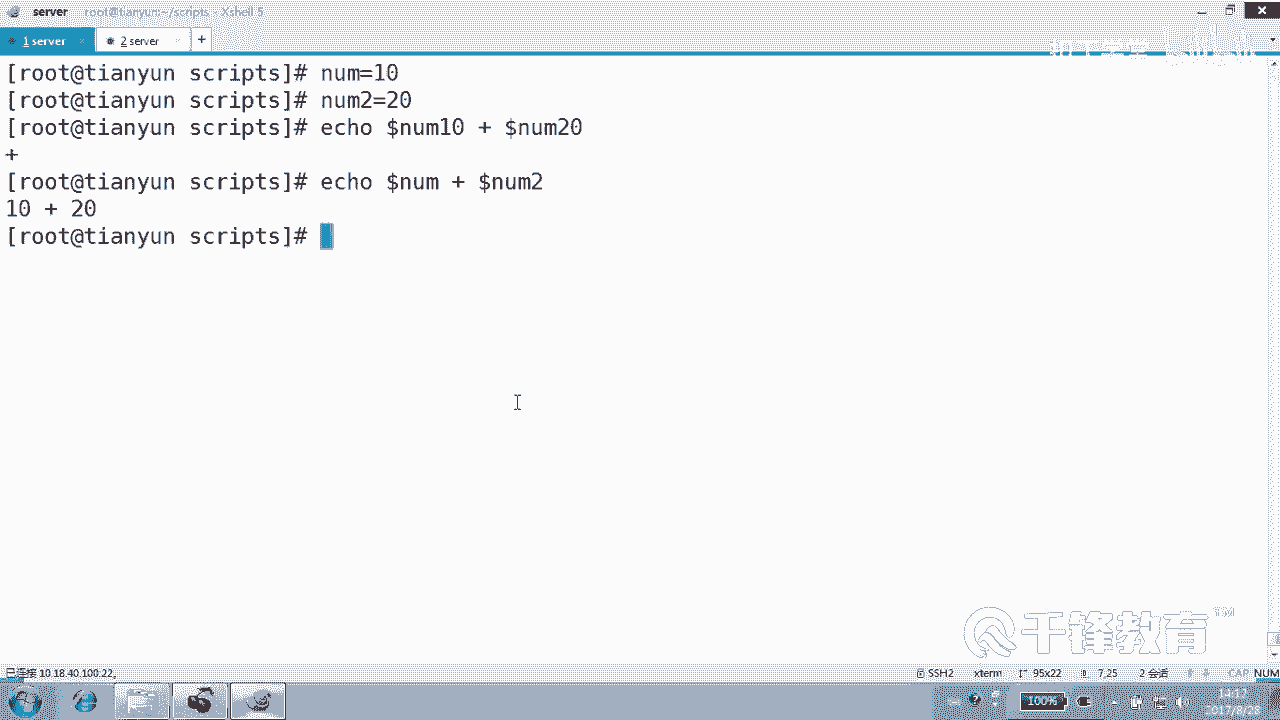 server root@tianyun:~/scripts - Xshell 5
1 server × 2 server × +
[root@tianyun scripts]# num=10
[root@tianyun scripts]# num2=20
[root@tianyun scripts]# echo $num10 + $num20
+
[root@tianyun scripts]# echo $num + $num2
10 + 20
[root@tianyun scripts]#
千锋教育 TM
已连接 10.18.40.100:22。 SSH2 xterm 95x22 7,25 2 会话 CAP NUM
100% 14:17
2017/8/28